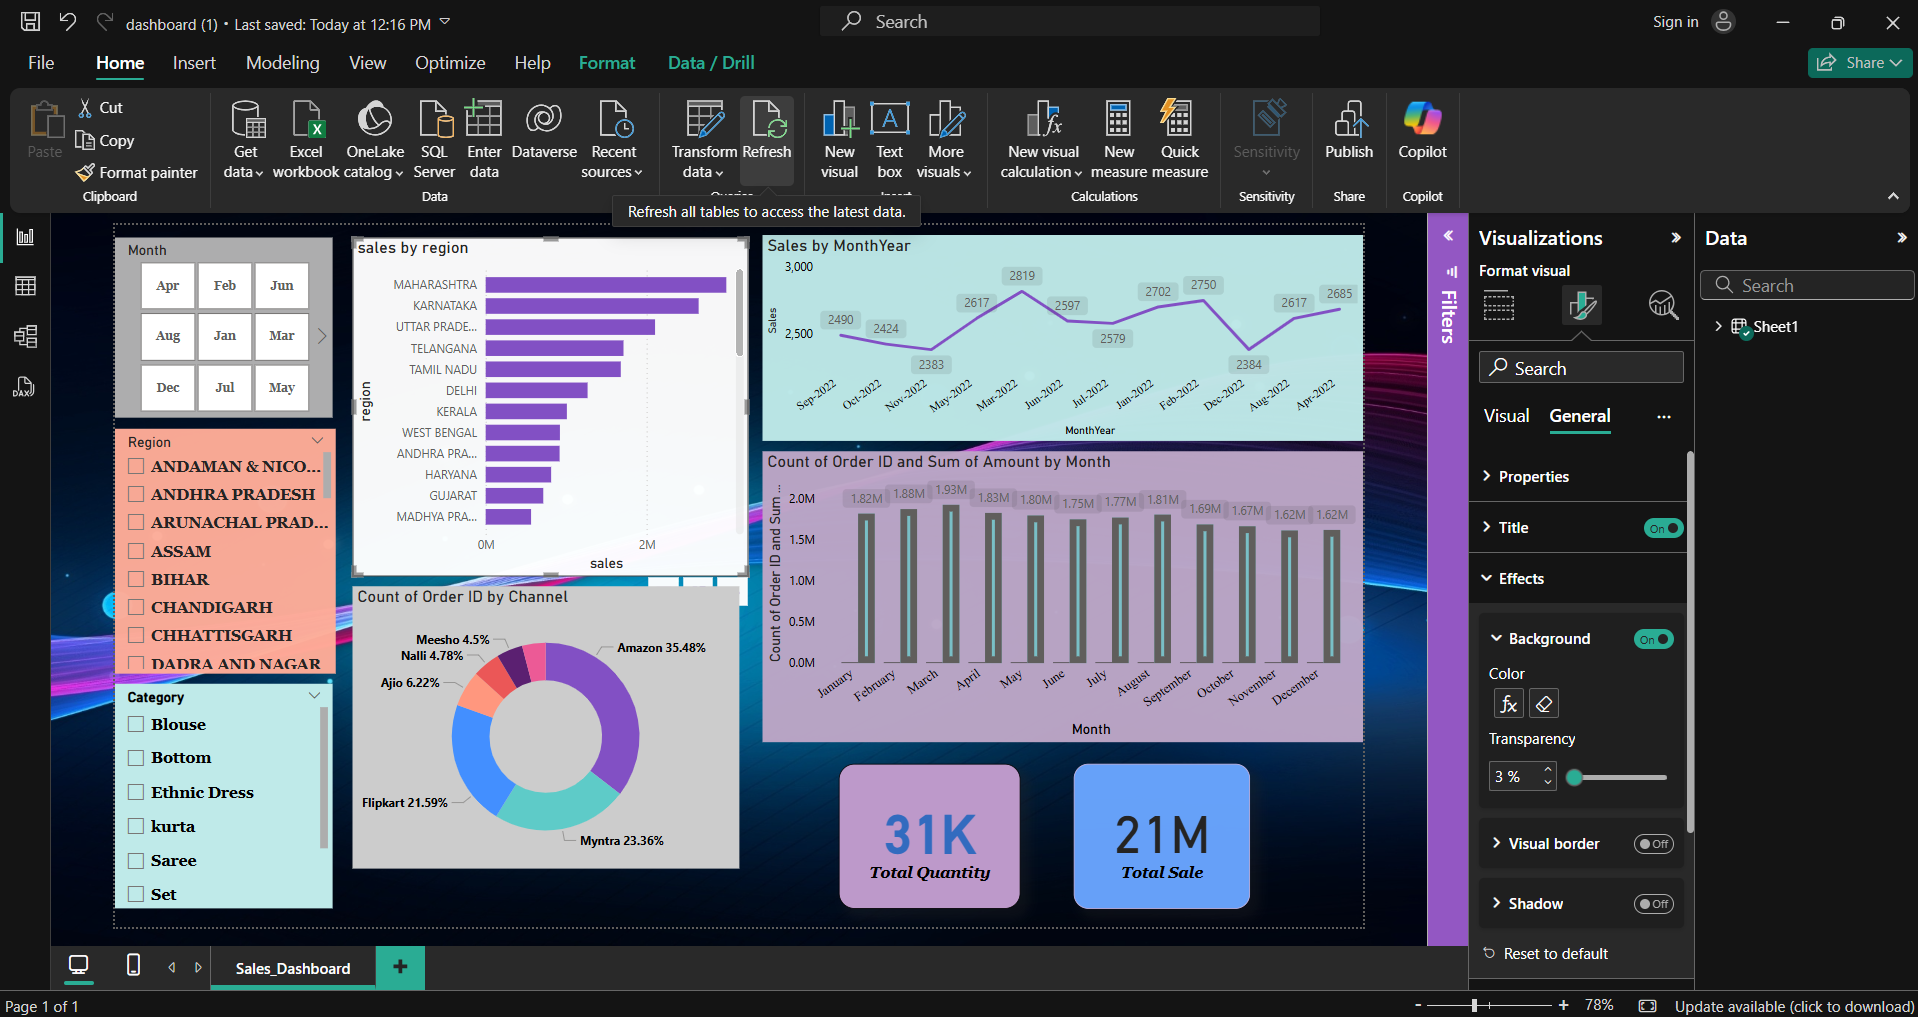 dashboard (1) • Last saved: Today at 12:16 PM
Search
Sign in
File
Home
Insert
Modeling
View
Optimize
Help
Format
Data / Drill
Share
Paste
Cut
Copy
Format painter
Clipboard
Get data
Excel workbook
OneLake catalog
SQL Server
Enter data
Dataverse
Recent sources
Data
Transform data
Refresh
New visual
Text box
More visuals
New visual calculation
New measure
Quick measure
Calculations
Sensitivity
Sensitivity
Publish
Share
Copilot
Copilot
Refresh all tables to access the latest data.
Month
Apr
Feb
Jun
Aug
Jan
Mar
Dec
Jul
May
Region
ANDAMAN & NICO...
ANDHRA PRADESH
ARUNACHAL PRAD...
ASSAM
BIHAR
CHANDIGARH
CHHATTISGARH
DADRA AND NAGAR
Category
Blouse
Bottom
Ethnic Dress
kurta
Saree
Set
sales by region
region
MAHARASHTRA
KARNATAKA
UTTAR PRADE...
TELANGANA
TAMIL NADU
DELHI
KERALA
WEST BENGAL
ANDHRA PRA...
HARYANA
GUJARAT
MADHYA PRA...
0M
2M
sales
Count of Order ID by Channel
Meesho 4.5%
Nalli 4.78%
Ajio 6.22%
Flipkart 21.59%
Amazon 35.48%
Myntra 23.36%
Sales by MonthYear
Sales
3,000
2,500
2490
2424
2383
2617
2819
2597
2579
2702
2750
2384
2617
2685
Sep-2022
Oct-2022
Nov-2022
May-2022
Mar-2022
Jun-2022
Jul-2022
Jan-2022
Feb-2022
Dec-2022
Aug-2022
Apr-2022
MonthYear
Count of Order ID and Sum of Amount by Month
Count of Order ID and Sum ...
2.0M
1.5M
1.0M
0.5M
0.0M
1.82M
1.88M
1.93M
1.83M
1.80M
1.75M
1.77M
1.81M
1.69M
1.67M
1.62M
1.62M
January
February
March
April
May
June
July
August
September
October
November
December
Month
31K
Total Quantity
21M
Total Sale
Filters
Visualizations
Format visual
Search
Visual
General
...
Properties
Title
On
Effects
Background
On
Color
fx
Transparency
3 %
Visual border
Off
Shadow
Off
Reset to default
Data
Search
Sheet1
DAX
Sales_Dashboard
+
Page 1 of 1
-
+
78%
Update available (click to download)